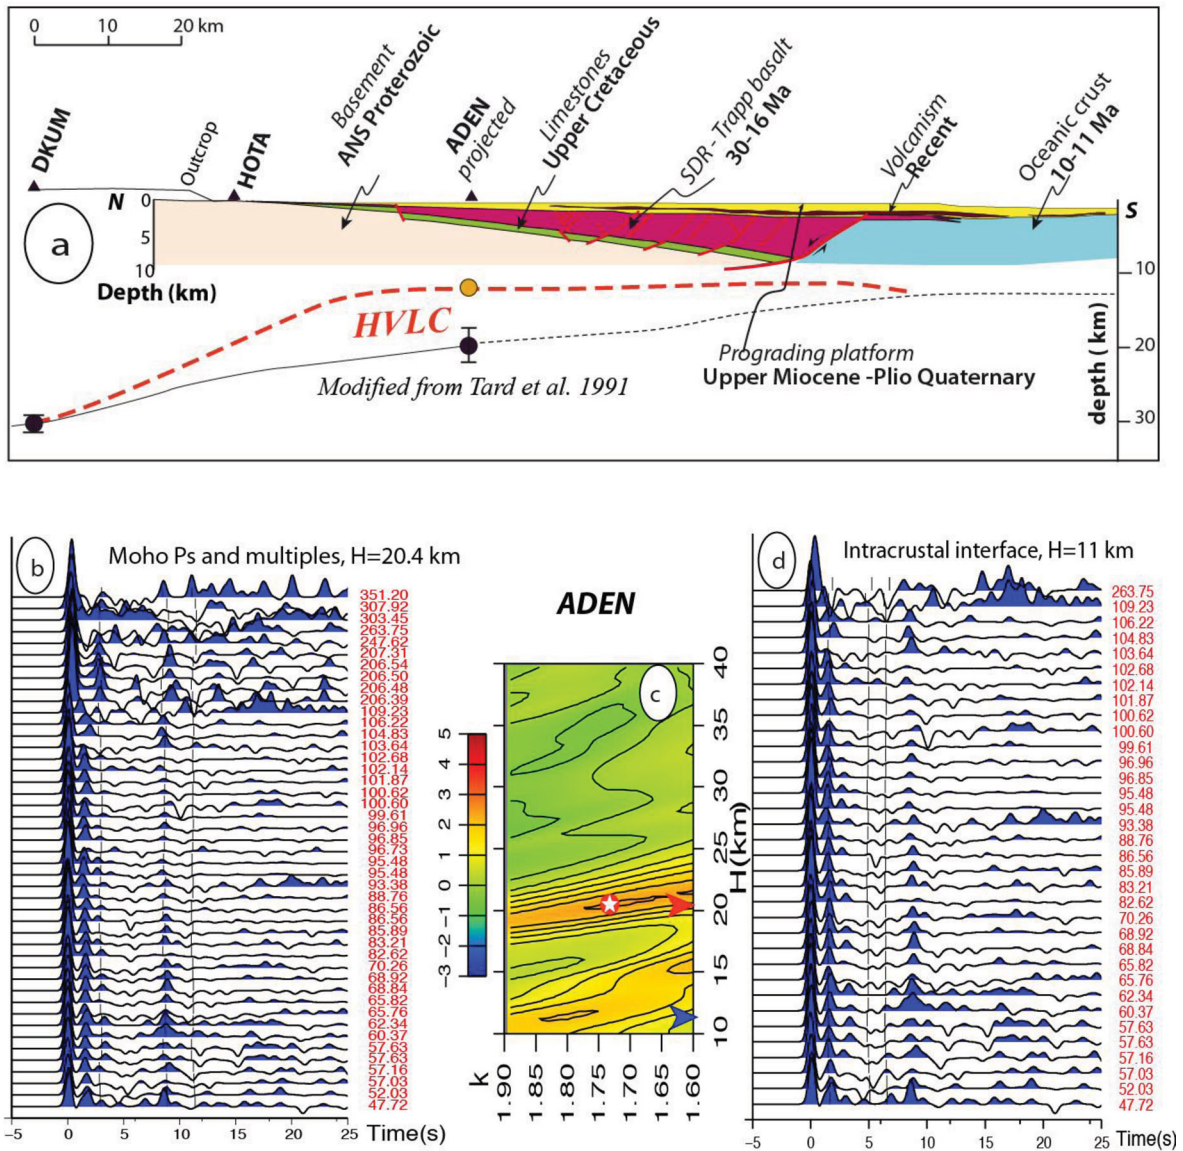 0 10 20 km
DKUM
Outcrop
HOTA
Basement
ANS Proterozoic
ADEN
projected
Limestones
Upper Cretaceous
SDR - Trapp basalt
30-16 Ma
Volcanism
Recent
Oceanic crust
10-11 Ma
a
N
0
5
10
Depth (km)
S
10
20
30
depth ( km)
HVLC
Modified from Tard et al. 1991
Prograding platform
Upper Miocene -Plio Quaternary
b
Moho Ps and multiples, H=20.4 km
351.20
307.92
303.45
263.75
247.62
207.31
206.54
206.50
206.48
206.39
109.23
106.22
104.83
103.64
102.68
102.14
101.87
100.62
100.60
99.61
96.96
96.85
96.73
95.48
95.48
93.38
88.76
86.56
86.56
85.89
83.21
82.62
70.26
68.92
68.84
65.82
65.76
62.34
60.37
57.63
57.63
57.16
57.03
52.03
47.72
−5 0 5 10 15 20 25 Time(s)
ADEN
c
5
4
3
2
1
0
−1
−2
−3
40
35
30
25
20
15
10
H(km)
k
1.90 1.85 1.80 1.75 1.70 1.65 1.60
d
Intracrustal interface, H=11 km
263.75
109.23
106.22
104.83
103.64
102.68
102.14
101.87
100.62
100.60
99.61
96.96
96.85
95.48
95.48
93.38
88.76
86.56
85.89
83.21
82.62
70.26
68.92
68.84
65.82
65.76
62.34
60.37
57.63
57.63
57.16
57.03
52.03
47.72
−5 0 5 10 15 20 25 Time(s)